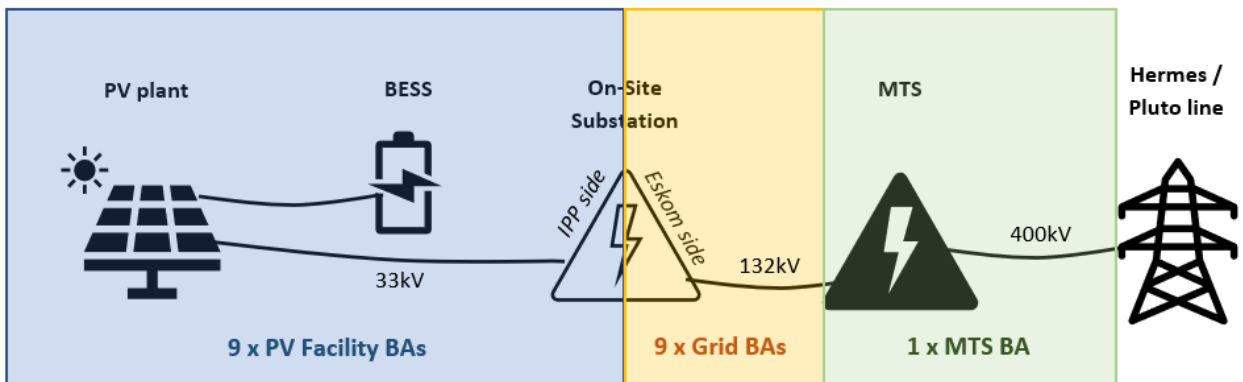 PV plant
BESS
On-Site
Substation
MTS
Hermes /
Pluto line
IPP side
Eskom side
33kV
132kV
400kV
9 x PV Facility BAs
9 x Grid BAs
1 x MTS BA